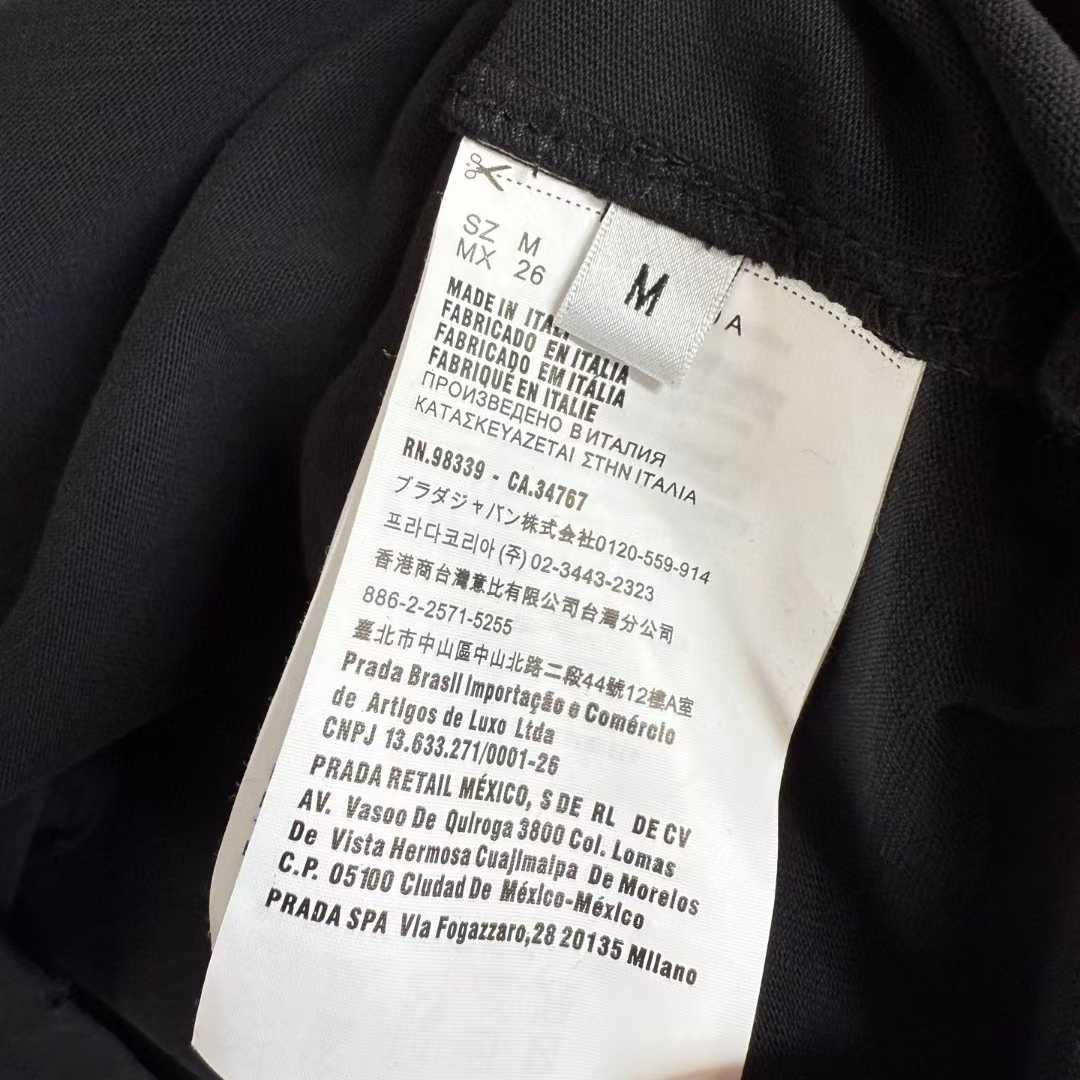 SZ M
MX 26
M
A
MADE IN
FABRICADO EN ITALIA
FABRICADO EM ITÁLIA
FABRIQUÉ EN ITALIE
ПРОИЗВЕДЕНО В ИТАЛИЯ
ΚΑΤΑΣΚΕΥΑΖΕΤΑΙ ΣΤΗΝ ΙΤΑΛΙΑ
RN.98339 - CA.34767
プラダジャパン株式会社0120-559-914
프라다코리아 (주) 02-3443-2323
香港商台灣意比有限公司台灣分公司
886-2-2571-5255
臺北市中山區中山北路二段44號12樓A室
Prada Brasil Importação e Comércio
de Artigos de Luxo Ltda
CNPJ 13.633.271/0001-26
PRADA RETAIL MÉXICO, S DE RL DE CV
AV. Vasoo De Quiroga 3800 Col. Lomas
De Vista Hermosa Cuajimalpa De Morelos
C.P. 05100 Ciudad De México-México
PRADA SPA Via Fogazzaro,28 20135 Milano